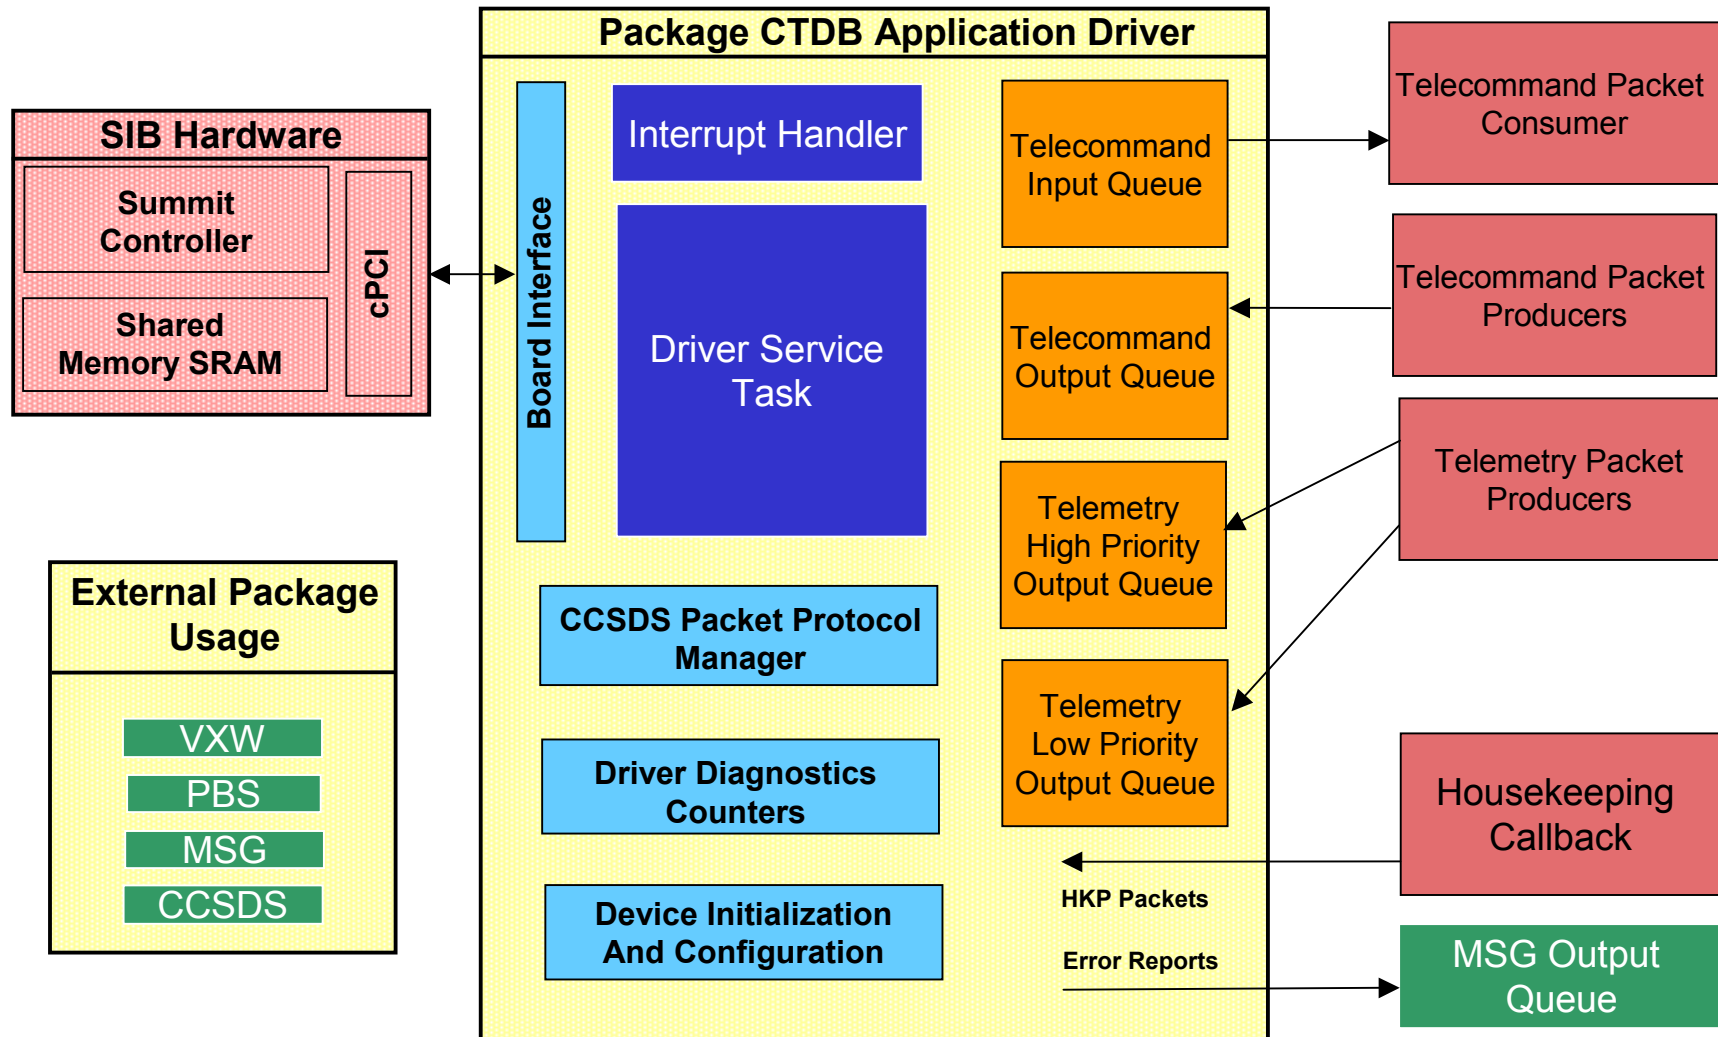 Package CTDB Application Driver
SIB Hardware
Summit
Controller
Shared
Memory SRAM
cPCI
External Package
Usage
VXW
PBS
MSG
CCSDS
Board Interface
Interrupt Handler
Driver Service
Task
CCSDS Packet Protocol
Manager
Driver Diagnostics
Counters
Device Initialization
And Configuration
Telecommand
Input Queue
Telecommand
Output Queue
Telemetry
High Priority
Output Queue
Telemetry
Low Priority
Output Queue
HKP Packets
Error Reports
Telecommand Packet
Consumer
Telecommand Packet
Producers
Telemetry Packet
Producers
Housekeeping
Callback
MSG Output
Queue